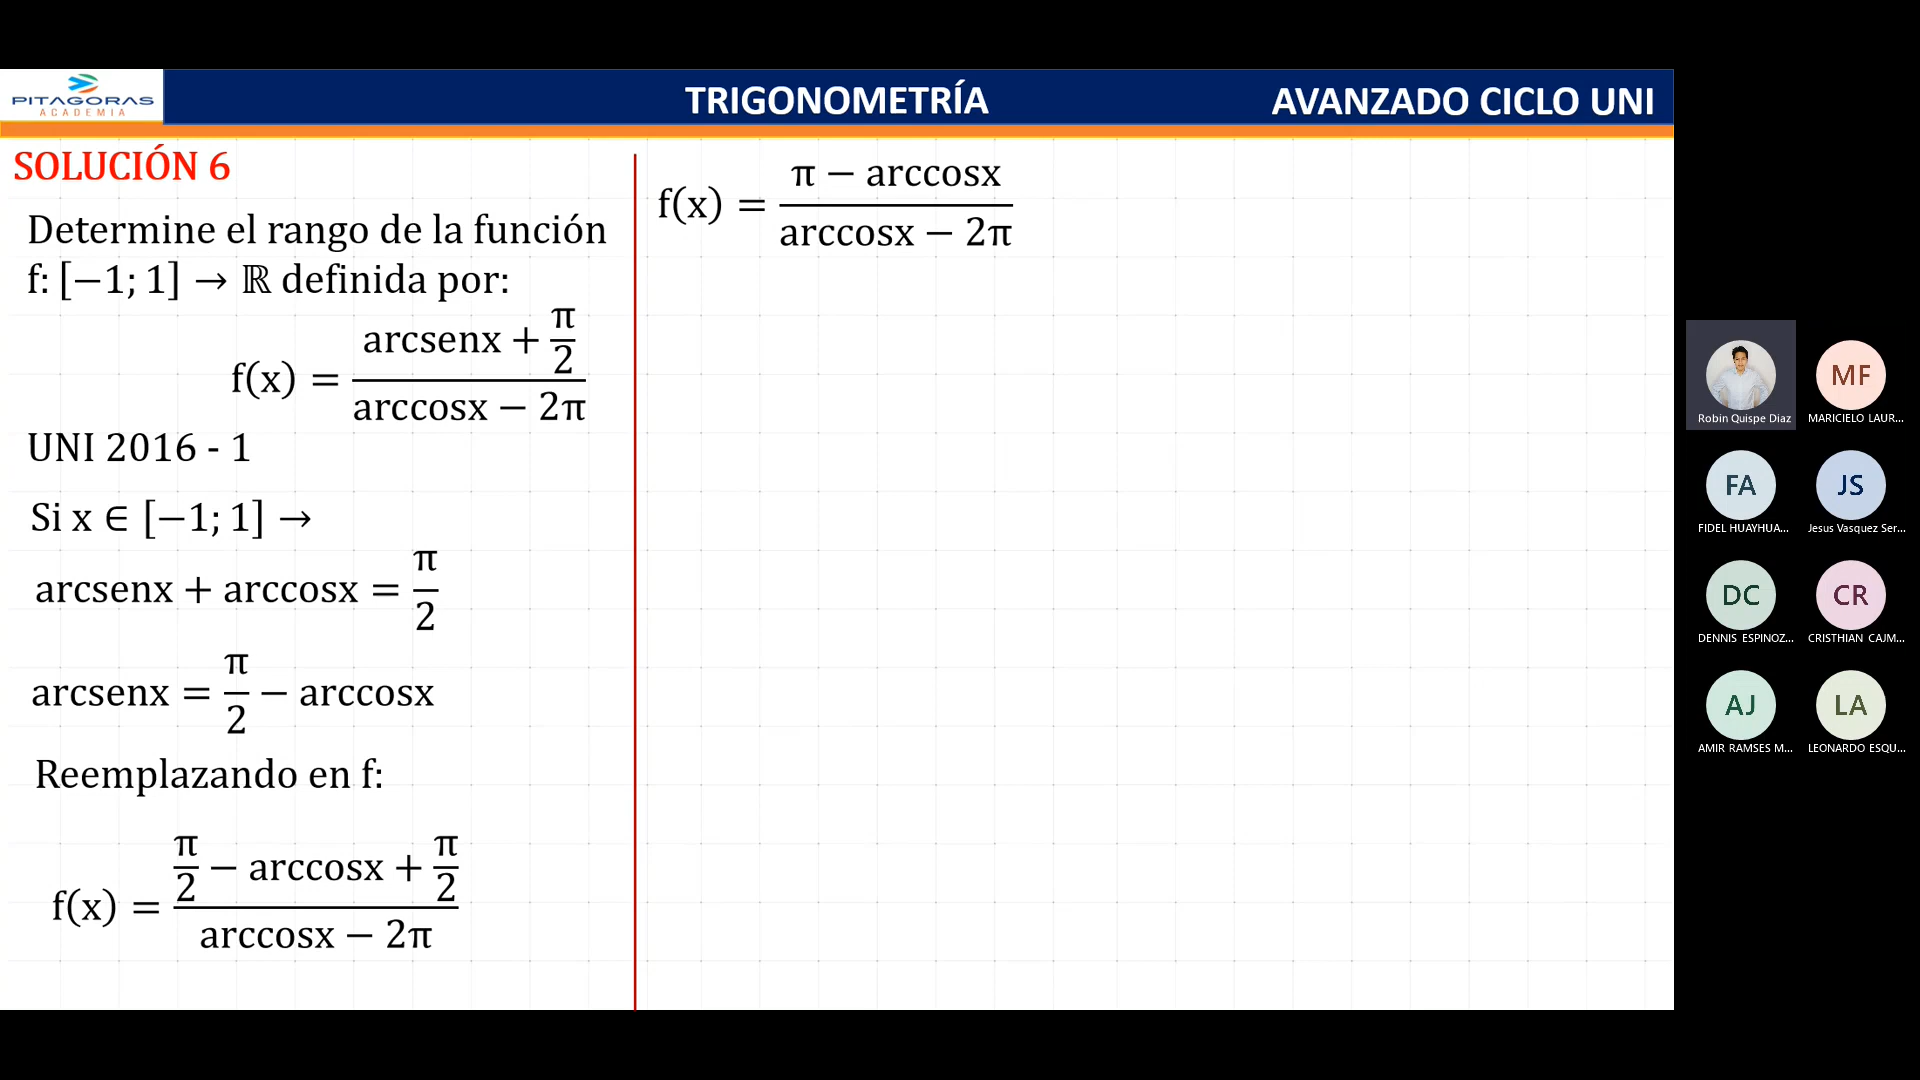 PITAGORAS
ACADEMIA
TRIGONOMETRÍA
AVANZADO CICLO UNI
SOLUCIÓN 6
Determine el rango de la función
f: [−1; 1] → ℝ definida por:
f(x) = (arcsenx + π/2)/(arccosx − 2π)
UNI 2016 - 1
Si x ∈ [−1; 1] →
arcsenx + arccosx = π/2
arcsenx = π/2 − arccosx
Reemplazando en f:
f(x) = (π/2 − arccosx + π/2)/(arccosx − 2π)
f(x) = (π − arccosx)/(arccosx − 2π)
Robin Quispe Diaz
MF
MARICIELO LAUR...
FA
FIDEL HUAYHUA...
JS
Jesus Vasquez Ser...
DC
DENNIS ESPINOZ...
CR
CRISTHIAN CAJM...
AJ
AMIR RAMSES M...
LA
LEONARDO ESQU...